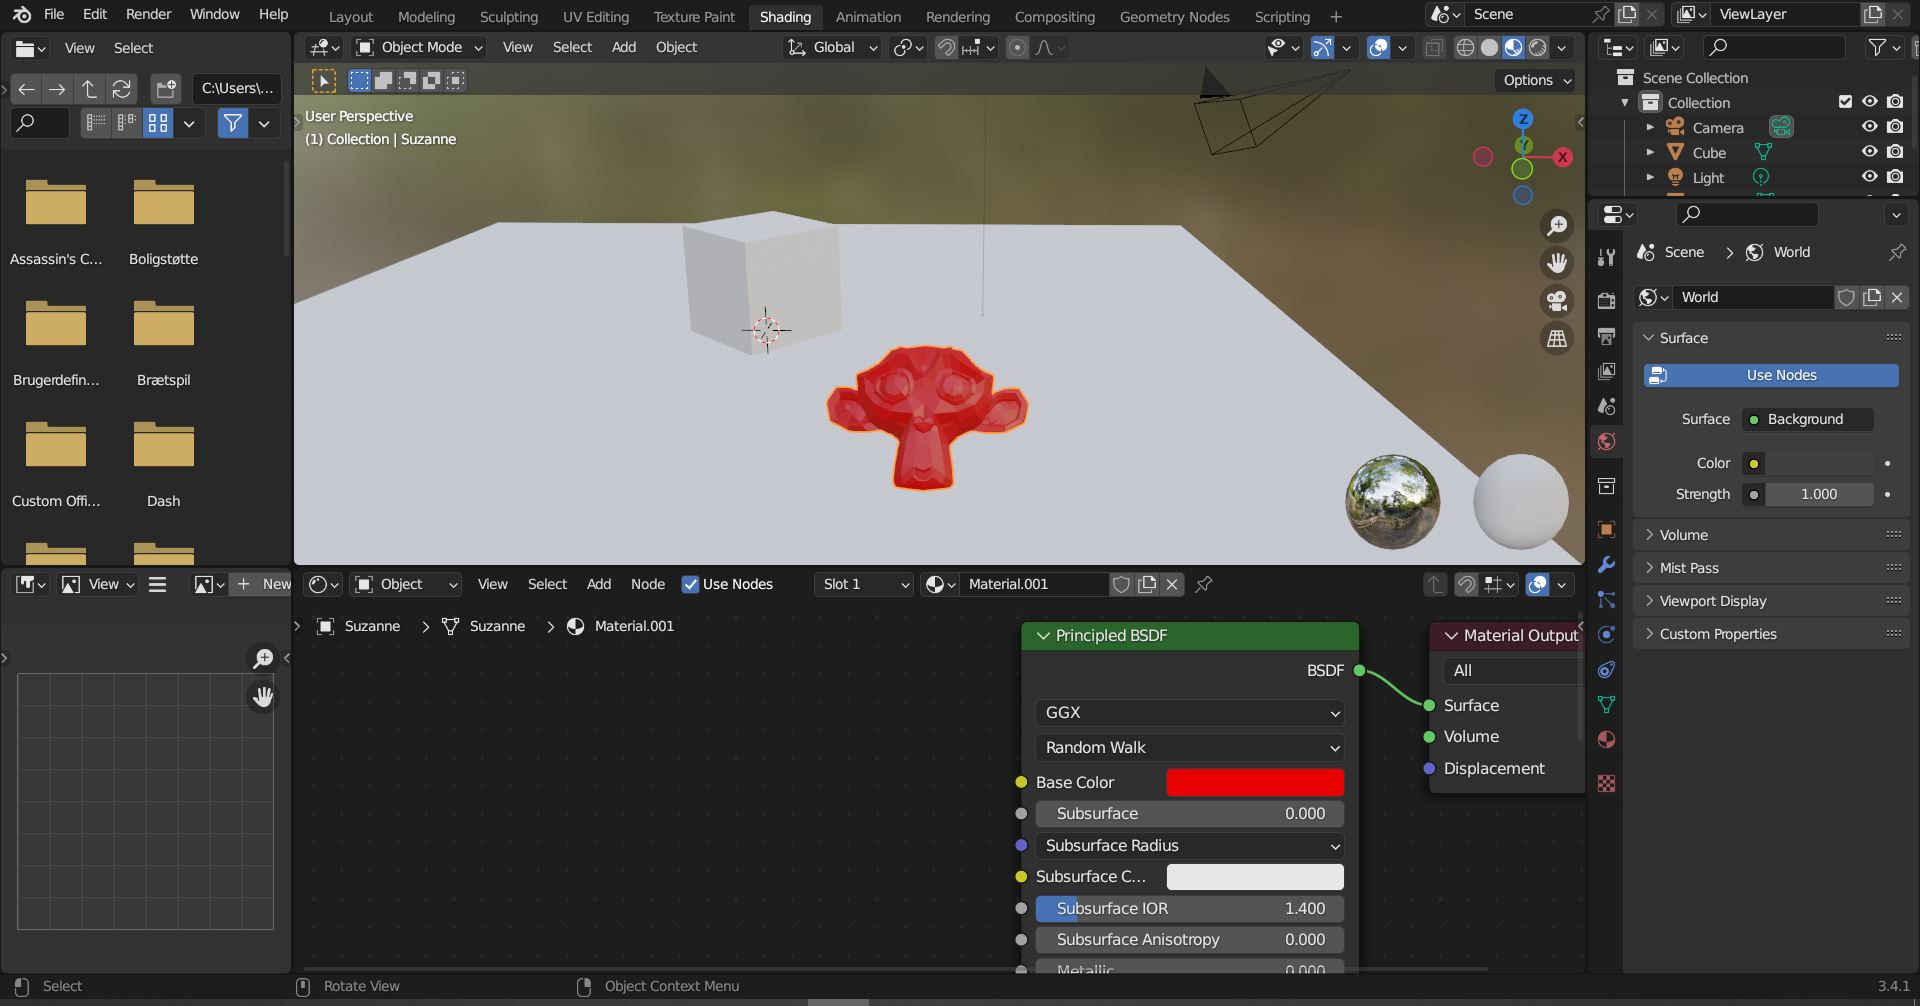 File Edit Render Window Help
Layout Modeling Sculpting UV Editing Texture Paint Shading Animation Rendering Compositing Geometry Nodes Scripting +
Scene
ViewLayer
View Select
C:\Users\...
Assassin's C...
Boligstøtte
Brugerdefin...
Brætspil
Custom Offi...
Dash
Object Mode View Select Add Object
Global
Options
User Perspective
(1) Collection | Suzanne
Z
Y
X
Scene Collection
Collection
Camera
Cube
Light
Scene > World
World
Surface
Use Nodes
Surface Background
Color
Strength 1.000
Volume
Mist Pass
Viewport Display
Custom Properties
View
+ New
Object View Select Add Node Use Nodes Slot 1 Material.001
Suzanne > Suzanne > Material.001
Principled BSDF
BSDF
GGX
Random Walk
Base Color
Subsurface 0.000
Subsurface Radius
Subsurface C...
Subsurface IOR 1.400
Subsurface Anisotropy 0.000
Metallic 0.000
Material Output
All
Surface
Volume
Displacement
Select
Rotate View
Object Context Menu
3.4.1